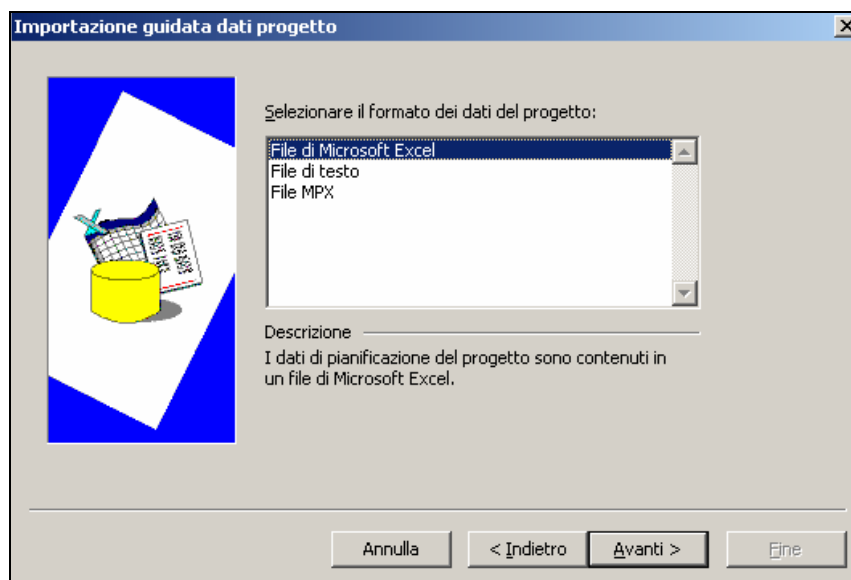 Importazione guidata dati progetto
Selezionare il formato dei dati del progetto:
File di Microsoft Excel
File di testo
File MPX
Descrizione
I dati di pianificazione del progetto sono contenuti in
un file di Microsoft Excel.
Annulla
< Indietro
Avanti >
Fine